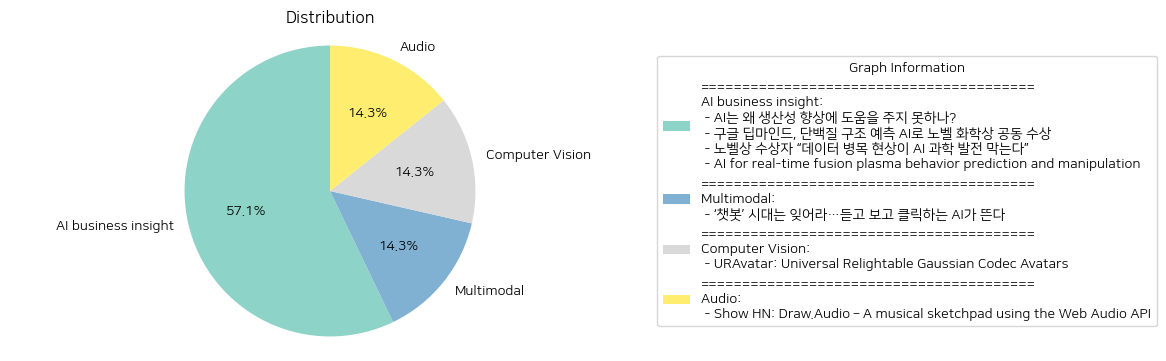 Distribution
Audio
14.3%
Computer Vision
14.3%
57.1%
AI business insight
14.3%
Multimodal
Graph Information
========================================
AI business insight:
- AI는 왜 생산성 향상에 도움을 주지 못하나?
- 구글 딥마인드, 단백질 구조 예측 AI로 노벨 화학상 공동 수상
- 노벨상 수상자 “데이터 병목 현상이 AI 과학 발전 막는다”
- AI for real-time fusion plasma behavior prediction and manipulation
========================================
Multimodal:
- ‘챗봇’ 시대는 잊어라…듣고 보고 클릭하는 AI가 뜬다
========================================
Computer Vision:
- URAvatar: Universal Relightable Gaussian Codec Avatars
========================================
Audio:
- Show HN: Draw.Audio – A musical sketchpad using the Web Audio API